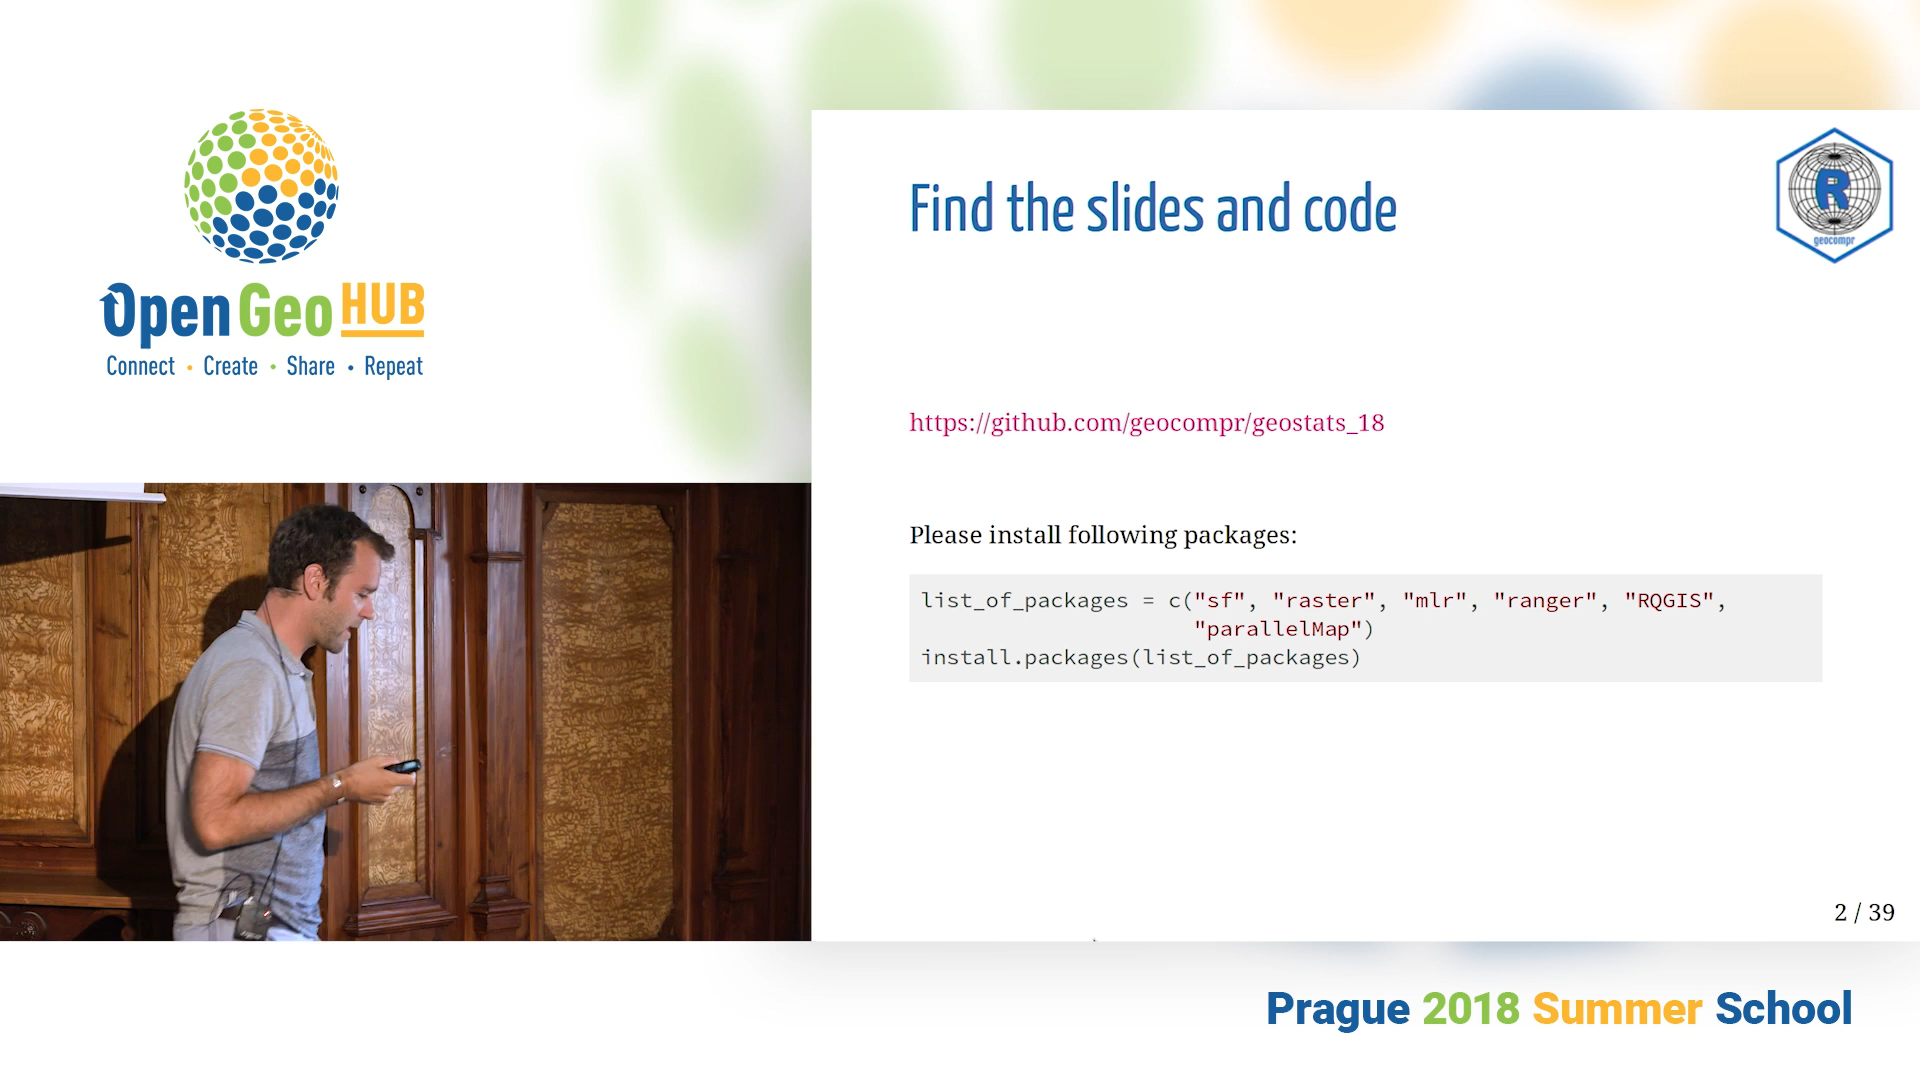 Open Geo HUB
Connect • Create • Share • Repeat
Find the slides and code
R
geocompr
https://github.com/geocompr/geostats_18
Please install following packages:
list_of_packages = c("sf", "raster", "mlr", "ranger", "RQGIS",
"parallelMap")
install.packages(list_of_packages)
2 / 39
Prague 2018 Summer School